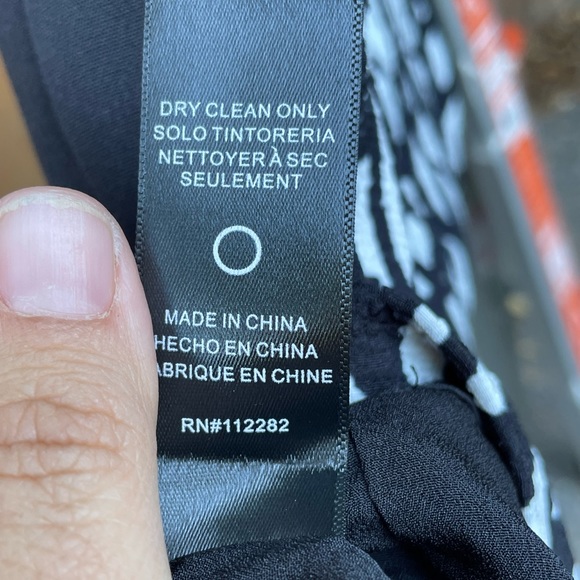 DRY CLEAN ONLY
SOLO TINTORERIA
NETTOYER À SEC
SEULEMENT
MADE IN CHINA
HECHO EN CHINA
ABRIQUE EN CHINE
RN#112282